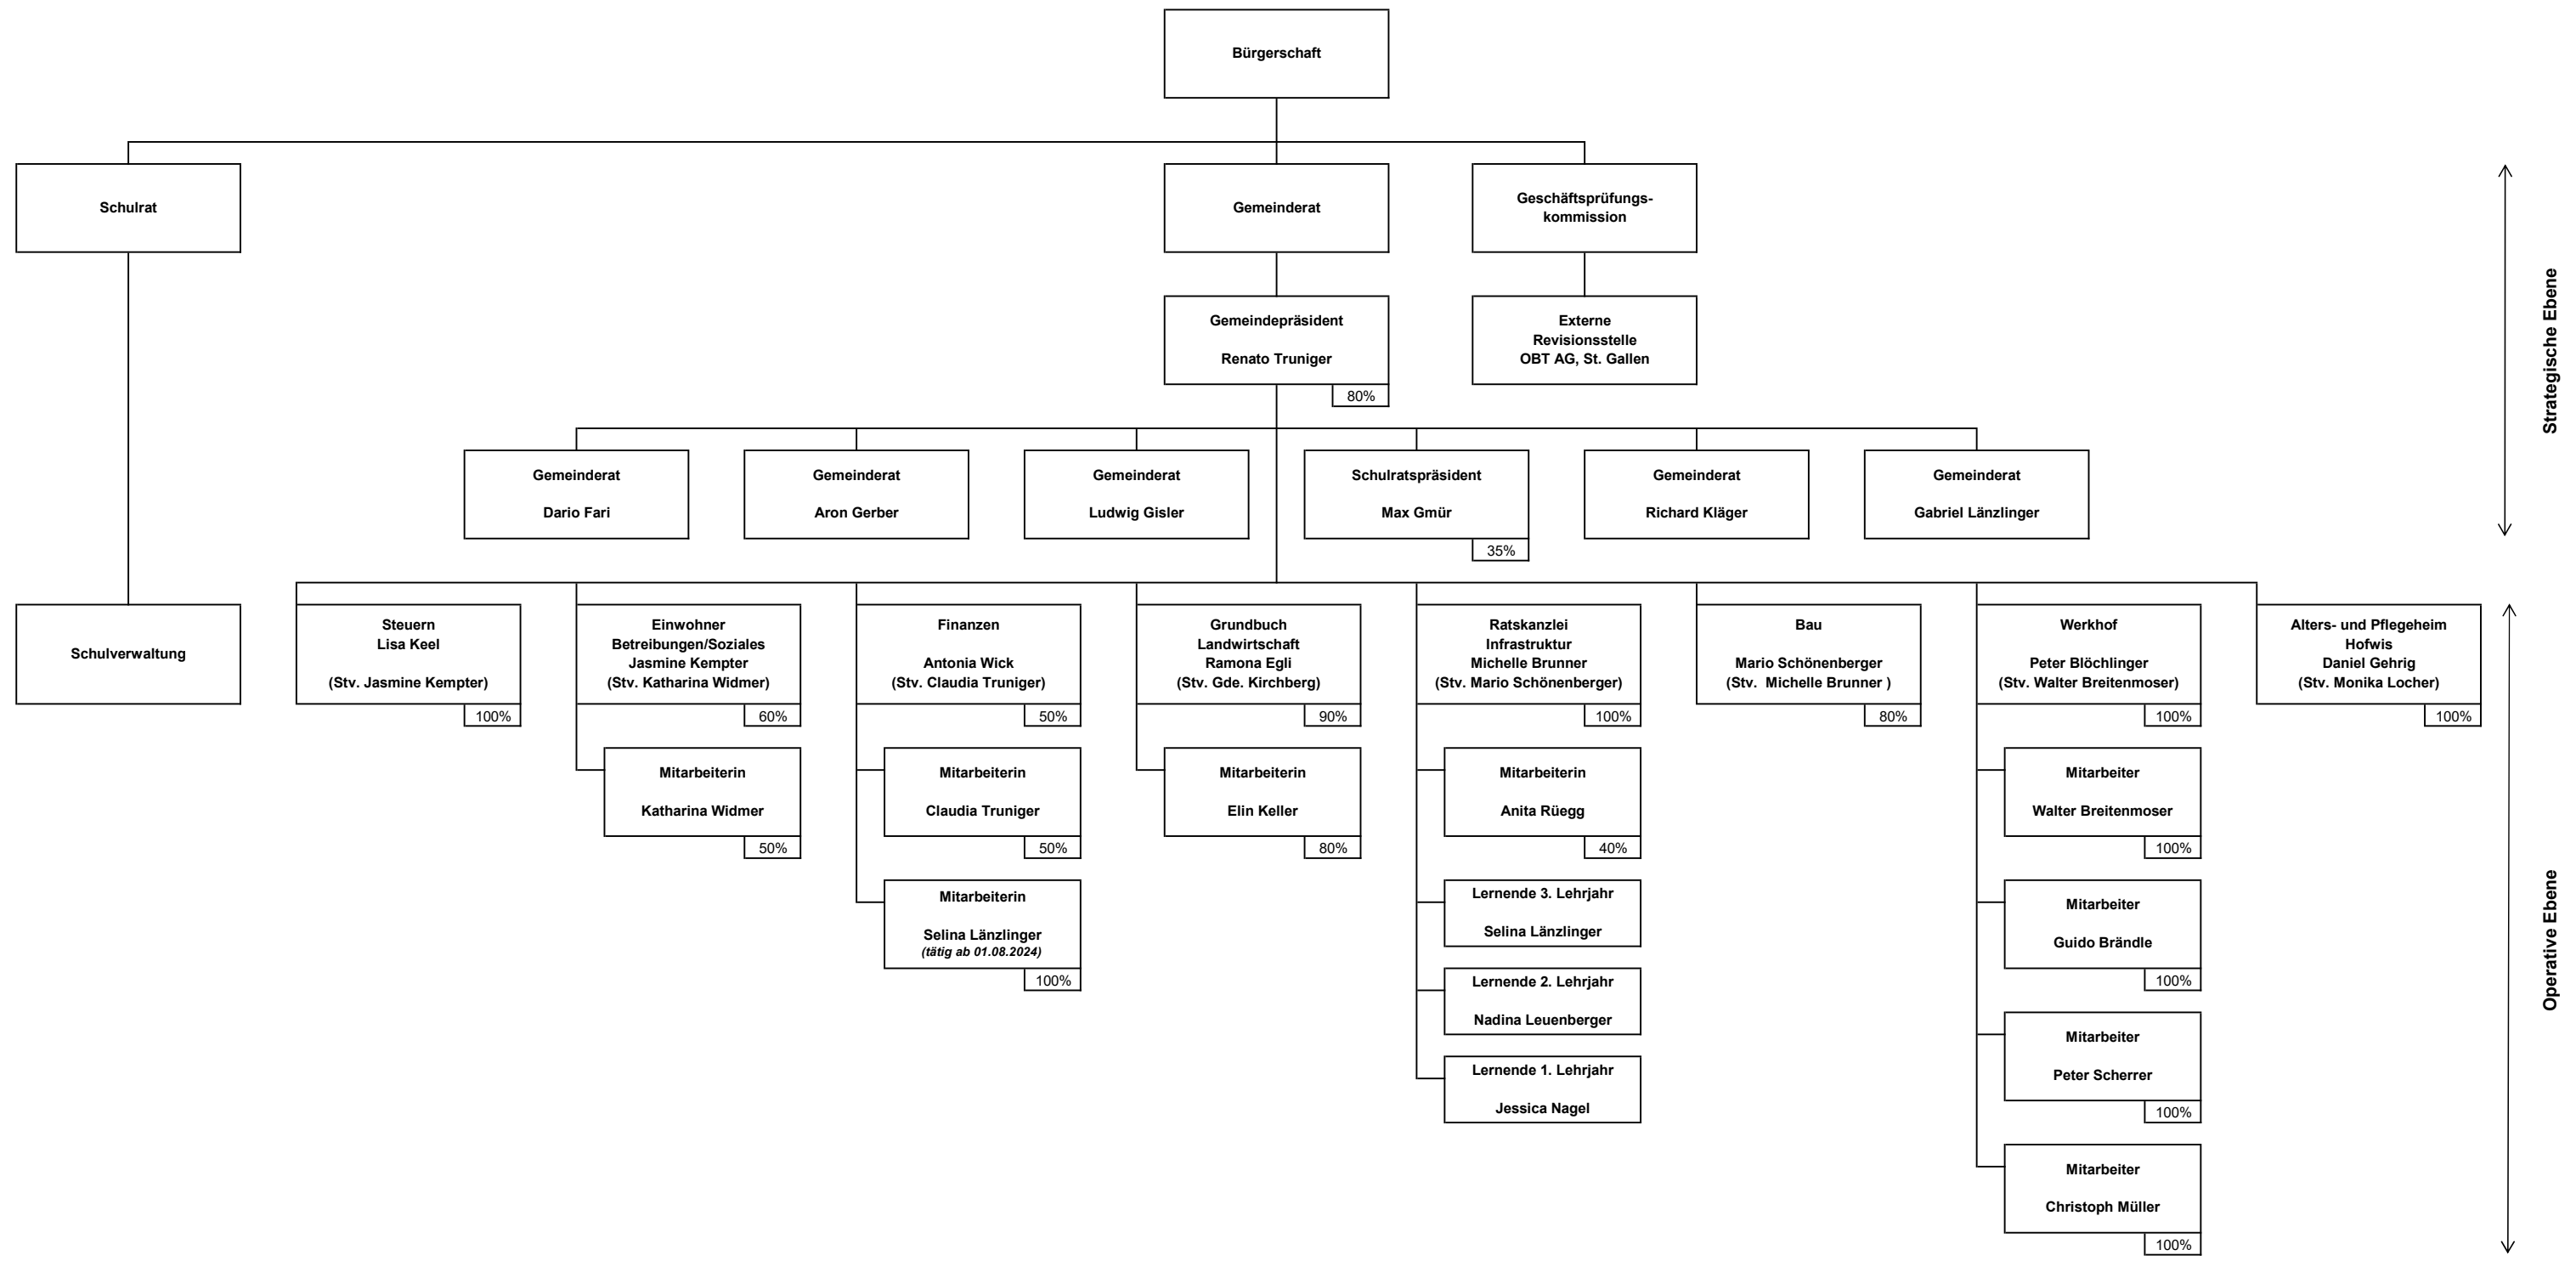 Bürgerschaft
Schulrat
Gemeinderat
Geschäftsprüfungs-
kommission
Gemeindepräsident
Renato Truniger
80%
Externe
Revisionsstelle
OBT AG, St. Gallen
Strategische Ebene
Gemeinderat
Dario Fari
Gemeinderat
Aron Gerber
Gemeinderat
Ludwig Gisler
Schulratspräsident
Max Gmür
35%
Gemeinderat
Richard Kläger
Gemeinderat
Gabriel Länzlinger
Schulverwaltung
Steuern
Lisa Keel
(Stv. Jasmine Kempter)
100%
Einwohner
Betreibungen/Soziales
Jasmine Kempter
(Stv. Katharina Widmer)
60%
Mitarbeiterin
Katharina Widmer
50%
Finanzen
Antonia Wick
(Stv. Claudia Truniger)
50%
Mitarbeiterin
Claudia Truniger
50%
Mitarbeiterin
Selina Länzlinger
(tätig ab 01.08.2024)
100%
Grundbuch
Landwirtschaft
Ramona Egli
(Stv. Gde. Kirchberg)
90%
Mitarbeiterin
Elin Keller
80%
Ratskanzlei
Infrastruktur
Michelle Brunner
(Stv. Mario Schönenberger)
100%
Mitarbeiterin
Anita Rüegg
40%
Lernende 3. Lehrjahr
Selina Länzlinger
Lernende 2. Lehrjahr
Nadina Leuenberger
Lernende 1. Lehrjahr
Jessica Nagel
Bau
Mario Schönenberger
(Stv. Michelle Brunner )
80%
Werkhof
Peter Blöchlinger
(Stv. Walter Breitenmoser)
100%
Mitarbeiter
Walter Breitenmoser
100%
Mitarbeiter
Guido Brändle
100%
Mitarbeiter
Peter Scherrer
100%
Mitarbeiter
Christoph Müller
100%
Alters- und Pflegeheim
Hofwis
Daniel Gehrig
(Stv. Monika Locher)
100%
Operative Ebene